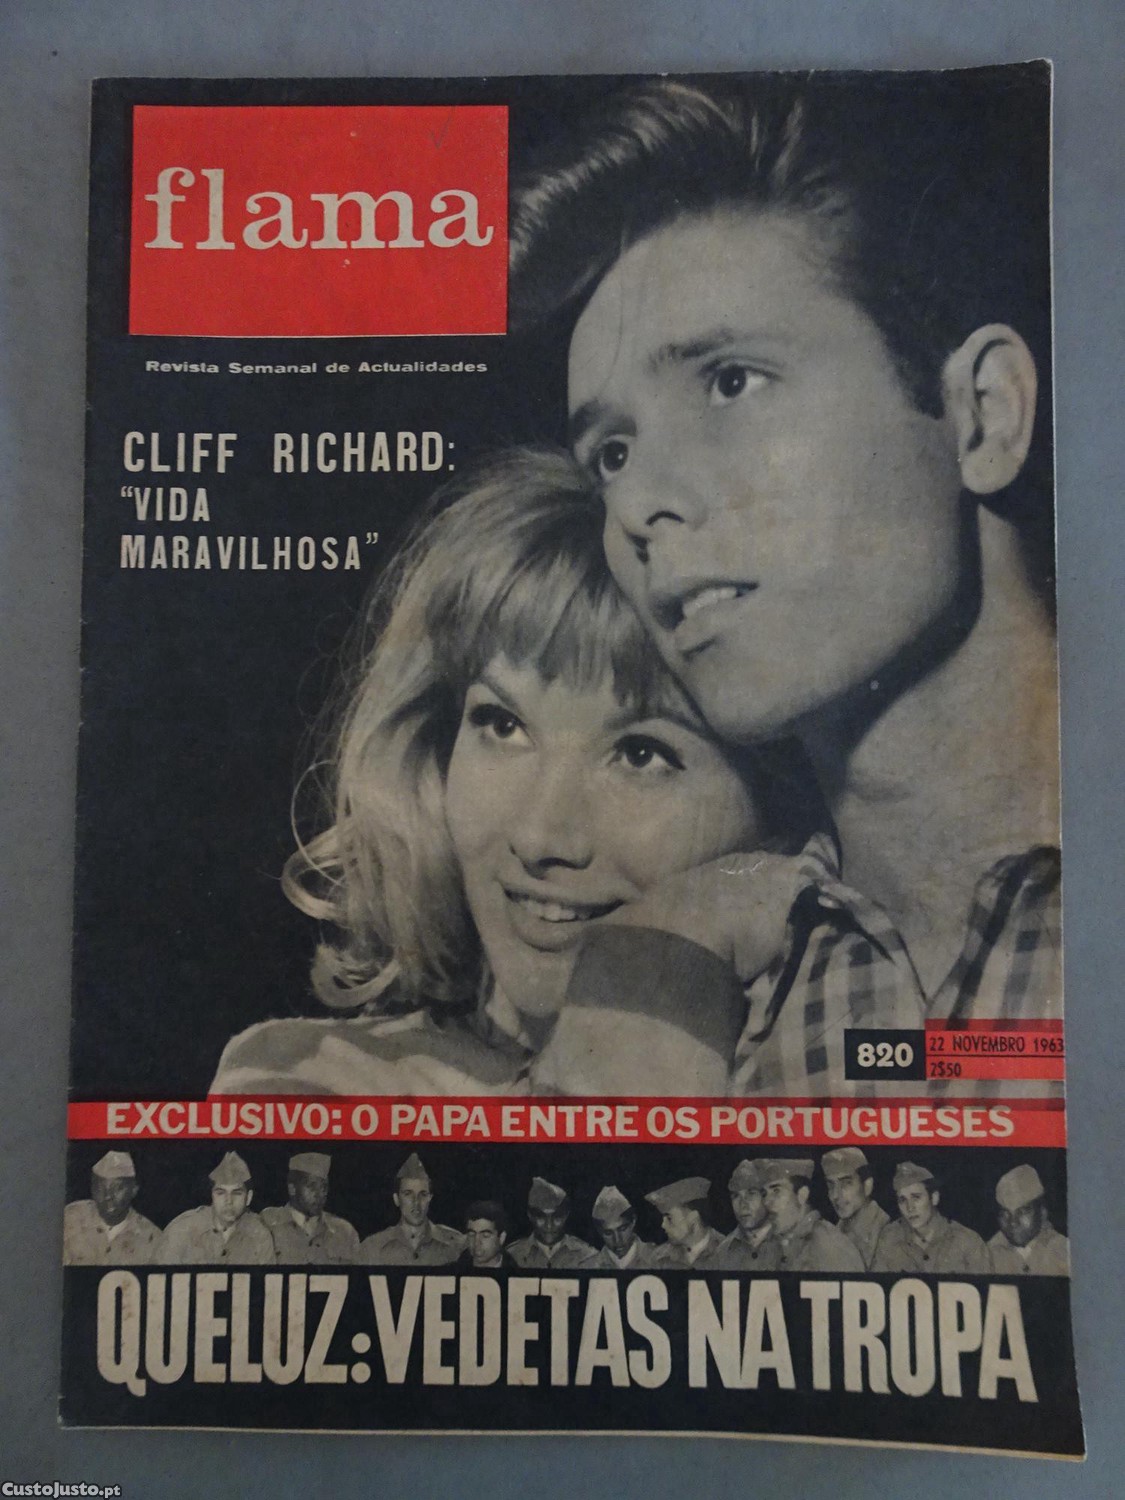 flama
Revista Semanal de Actualidades
CLIFF RICHARD:
“VIDA
MARAVILHOSA”
820
22 NOVEMBRO 1963
2$50
EXCLUSIVO: O PAPA ENTRE OS PORTUGUESES
QUELUZ: VEDETAS NA TROPA
CustoJusto.pt